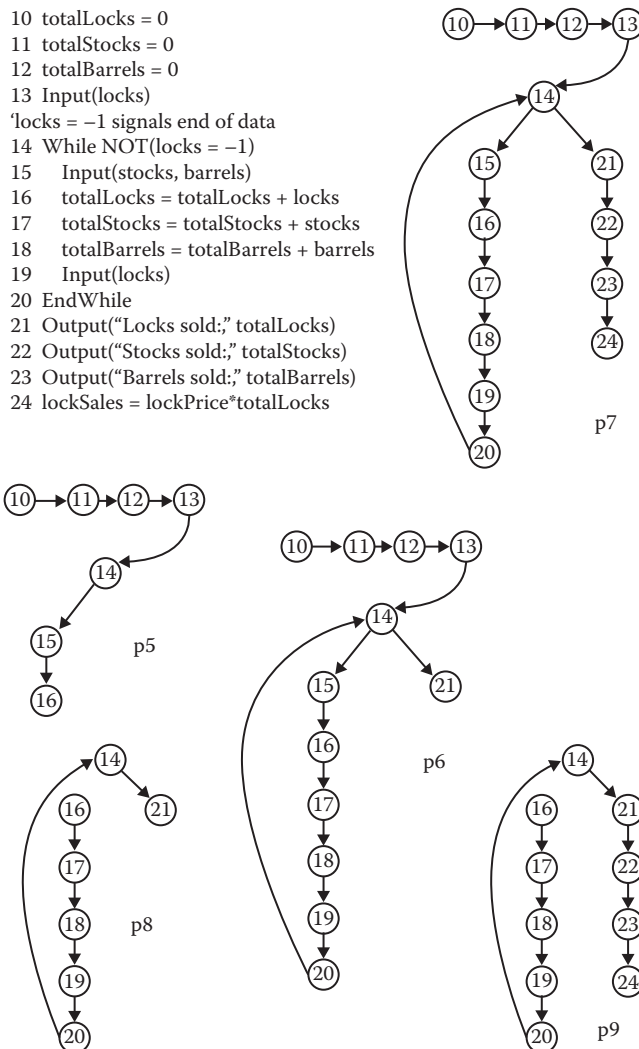 10 totalLocks = 0
11 totalStocks = 0
12 totalBarrels = 0
13 Input(locks)
‘locks = –1 signals end of data
14 While NOT(locks = –1)
15 Input(stocks, barrels)
16 totalLocks = totalLocks + locks
17 totalStocks = totalStocks + stocks
18 totalBarrels = totalBarrels + barrels
19 Input(locks)
20 EndWhile
21 Output(“Locks sold:,” totalLocks)
22 Output(“Stocks sold:,” totalStocks)
23 Output(“Barrels sold:,” totalBarrels)
24 lockSales = lockPrice*totalLocks
10 11 12 13
14
15 21
16 22
17 23
18 24
19
20
p7
10 11 12 13
14
15
16
p5
10 11 12 13
14
15 21
16
17
18
19
20
p6
14
16 21
17
18
19
20
p8
14
16 21
17 22
18 23
19 24
20
p9